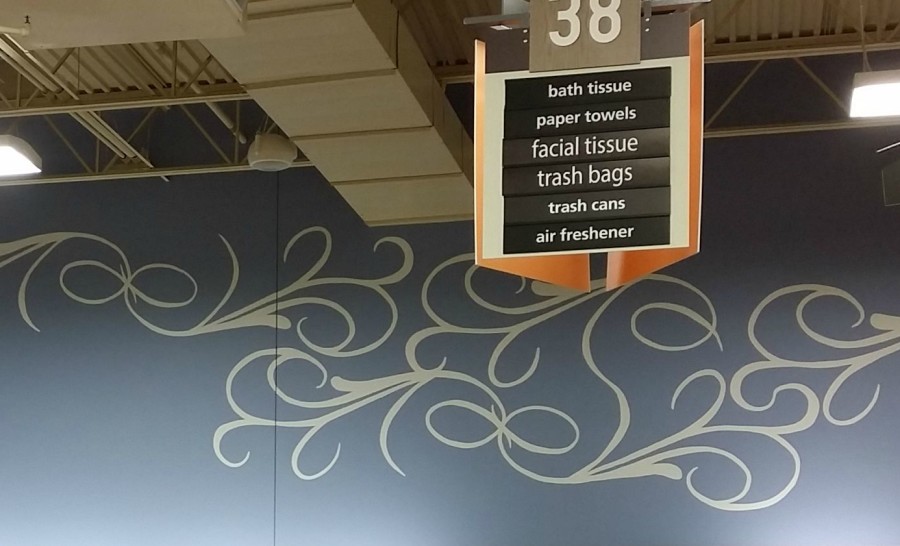 38
bath tissue
paper towels
facial tissue
trash bags
trash cans
air freshener